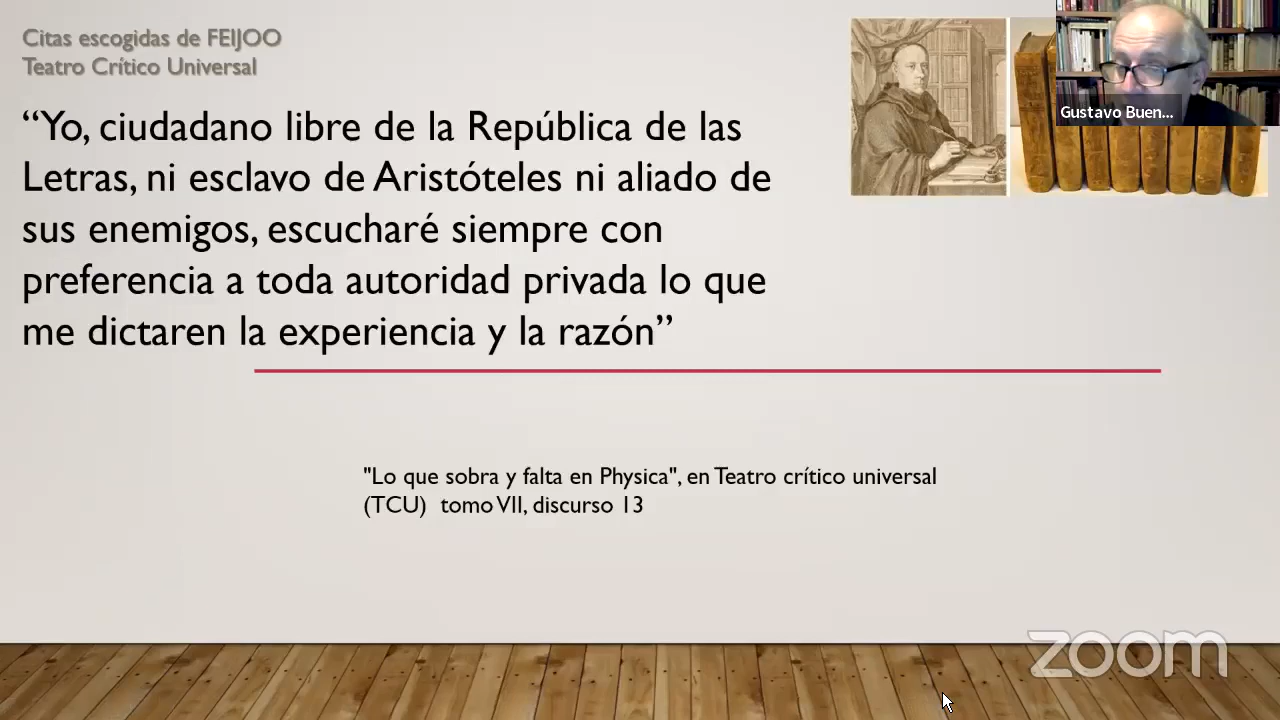 Citas escogidas de FEIJOO
Teatro Crítico Universal
“Yo, ciudadano libre de la República de las
Letras, ni esclavo de Aristóteles ni aliado de
sus enemigos, escucharé siempre con
preferencia a toda autoridad privada lo que
me dictaren la experiencia y la razón”
Gustavo Buen...
"Lo que sobra y falta en Physica", en Teatro crítico universal
(TCU) tomo VII, discurso 13
zoom